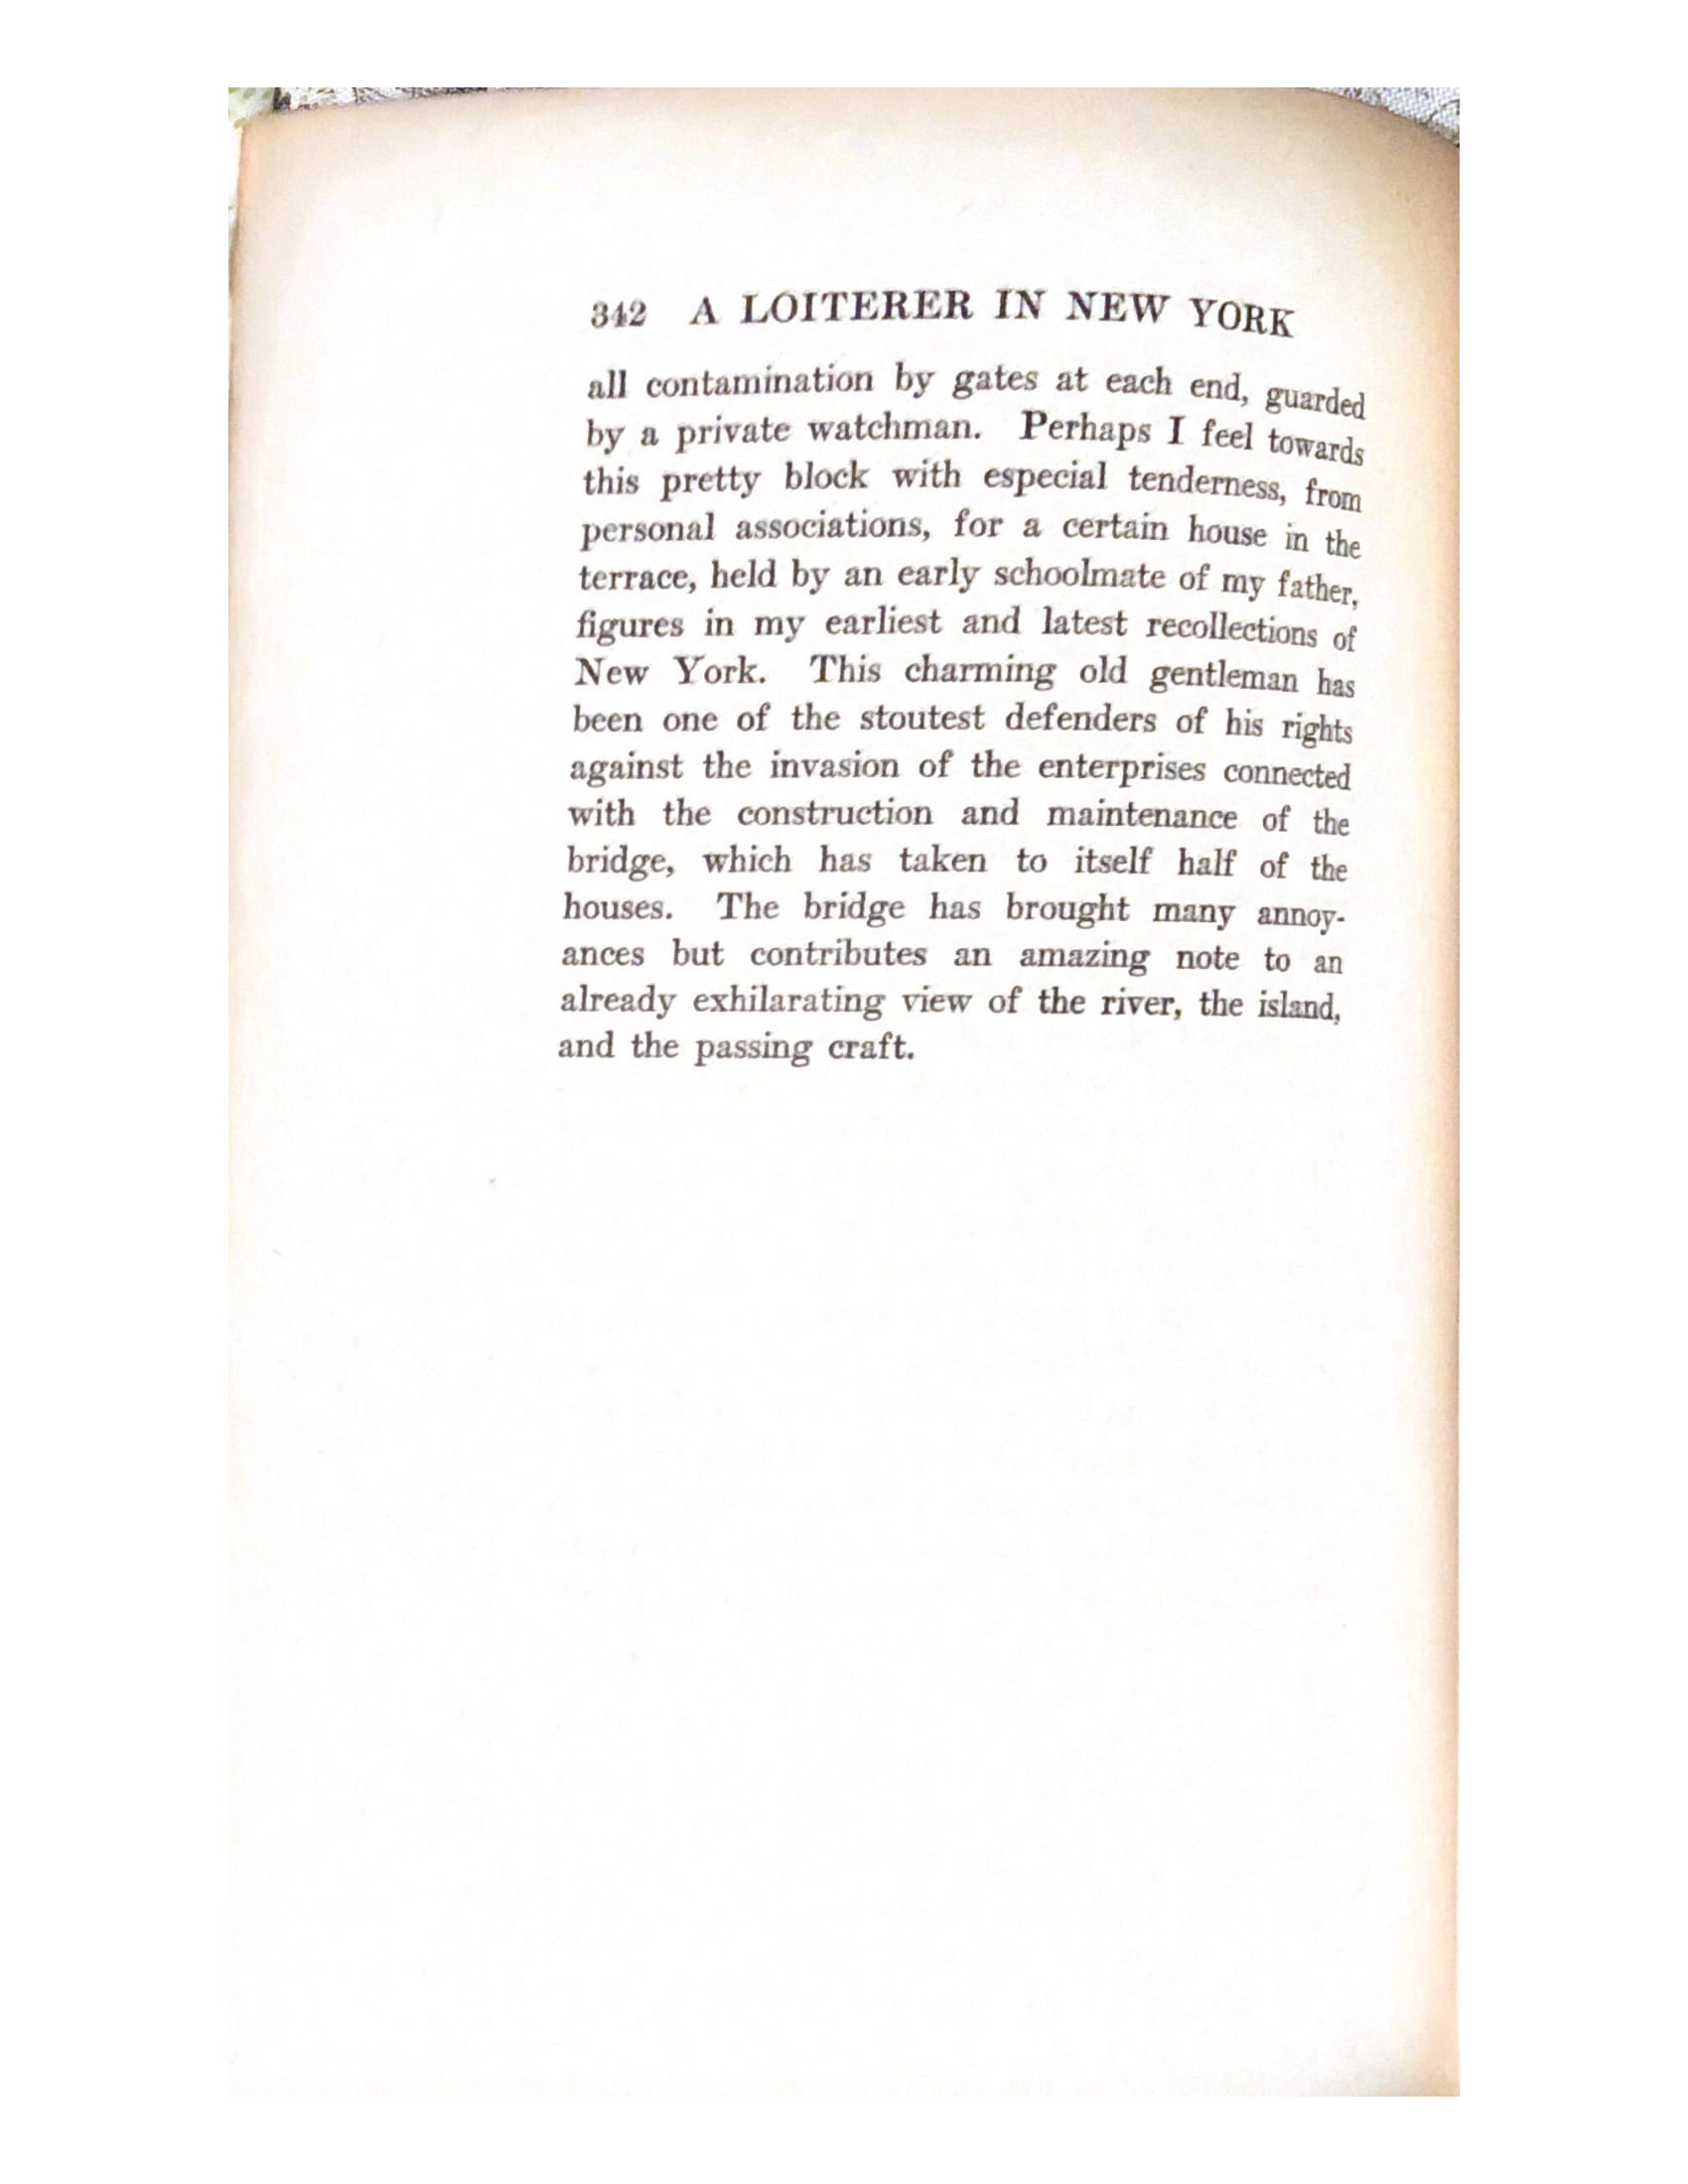 342 A LOITERER IN NEW YORK
all contamination by gates at each end, guarded
by a private watchman. Perhaps I feel towards
this pretty block with especial tenderness, from
personal associations, for a certain house in the
terrace, held by an early schoolmate of my father,
figures in my earliest and latest recollections of
New York. This charming old gentleman has
been one of the stoutest defenders of his rights
against the invasion of the enterprises connected
with the construction and maintenance of the
bridge, which has taken to itself half of the
houses. The bridge has brought many annoy-
ances but contributes an amazing note to an
already exhilarating view of the river, the island,
and the passing craft.